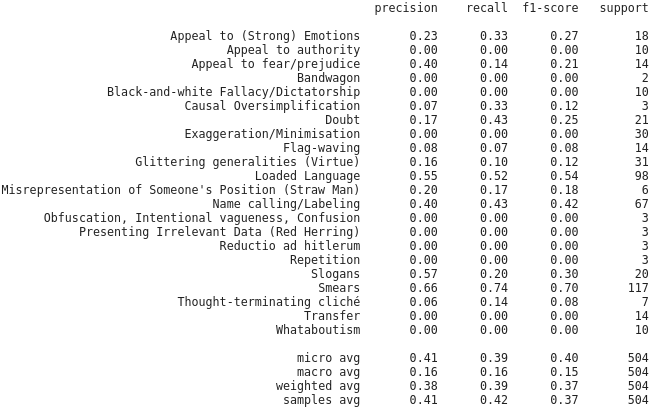 precision recall f1-score support
Appeal to (Strong) Emotions 0.23 0.33 0.27 18
Appeal to authority 0.00 0.00 0.00 10
Appeal to fear/prejudice 0.40 0.14 0.21 14
Bandwagon 0.00 0.00 0.00 2
Black-and-white Fallacy/Dictatorship 0.00 0.00 0.00 10
Causal Oversimplification 0.07 0.33 0.12 3
Doubt 0.17 0.43 0.25 21
Exaggeration/Minimisation 0.00 0.00 0.00 30
Flag-waving 0.08 0.07 0.08 14
Glittering generalities (Virtue) 0.16 0.10 0.12 31
Loaded Language 0.55 0.52 0.54 98
Misrepresentation of Someone's Position (Straw Man) 0.20 0.17 0.18 6
Name calling/Labeling 0.40 0.43 0.42 67
Obfuscation, Intentional vagueness, Confusion 0.00 0.00 0.00 3
Presenting Irrelevant Data (Red Herring) 0.00 0.00 0.00 3
Reductio ad hitlerum 0.00 0.00 0.00 3
Repetition 0.00 0.00 0.00 3
Slogans 0.57 0.20 0.30 20
Smears 0.66 0.74 0.70 117
Thought-terminating cliché 0.06 0.14 0.08 7
Transfer 0.00 0.00 0.00 14
Whataboutism 0.00 0.00 0.00 10
micro avg 0.41 0.39 0.40 504
macro avg 0.16 0.16 0.15 504
weighted avg 0.38 0.39 0.37 504
samples avg 0.41 0.42 0.37 504